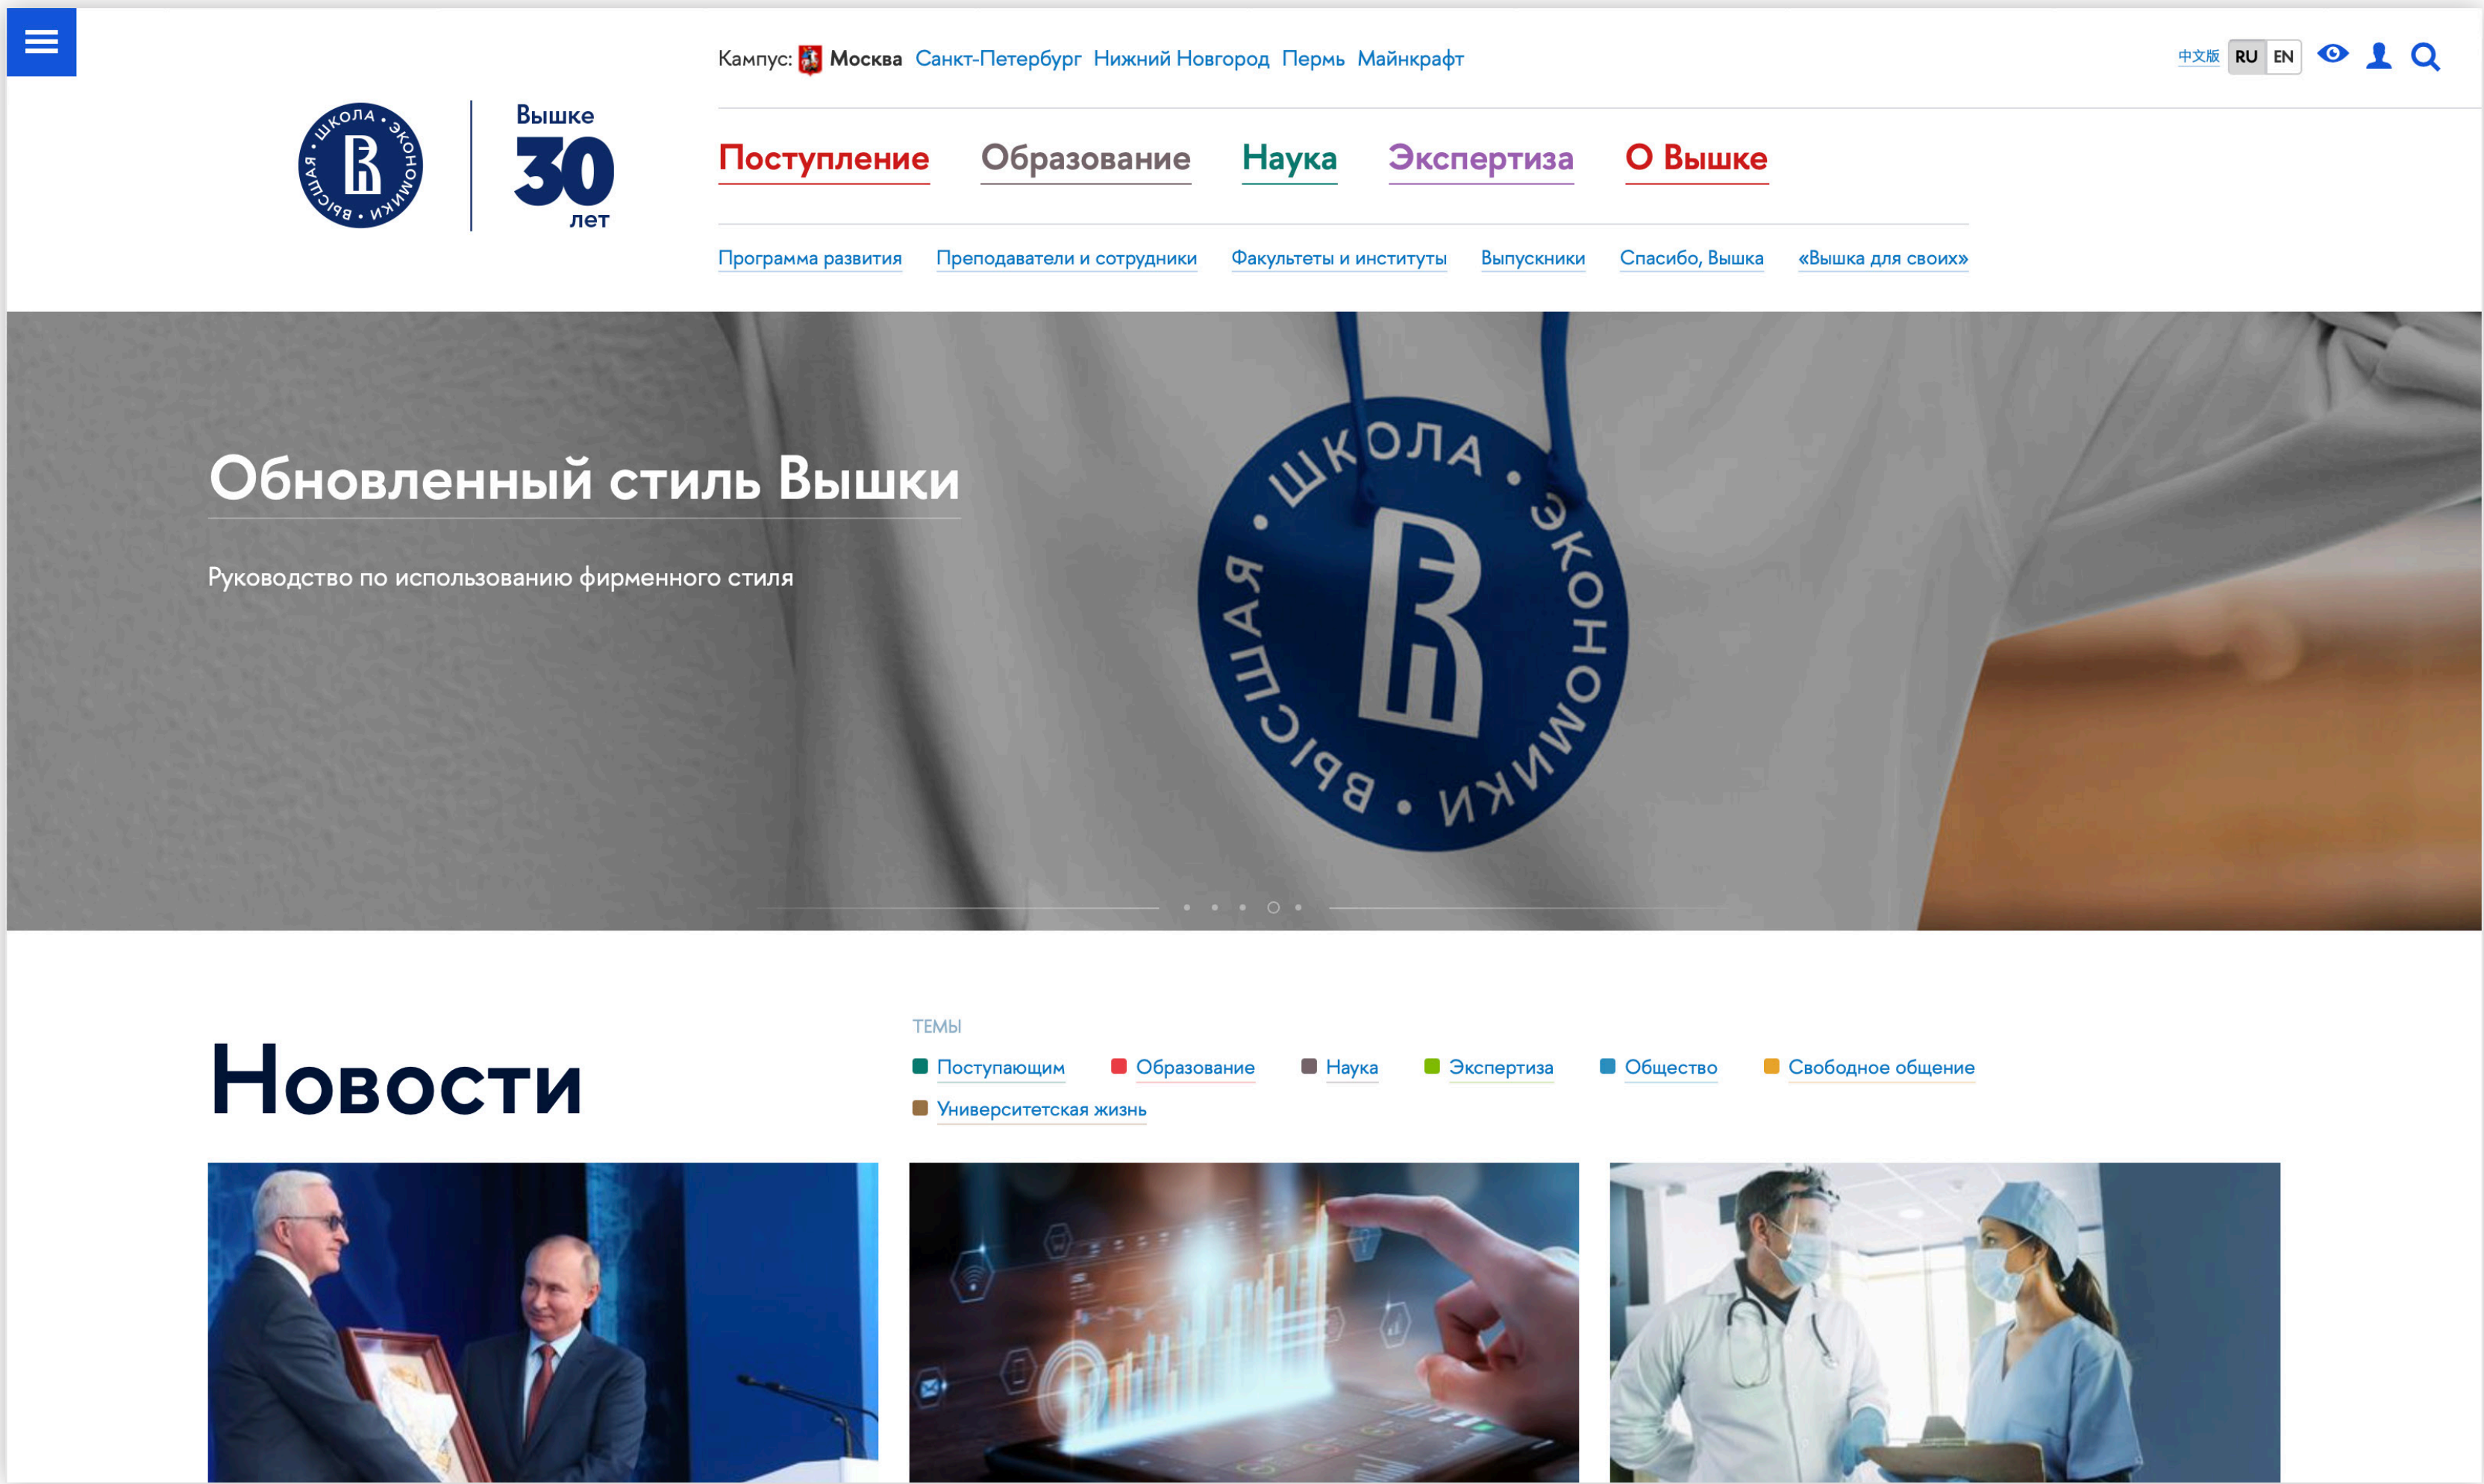 Кампус: Москва Санкт-Петербург Нижний Новгород Пермь Майнкрафт
中文版 RU EN
ВЫСШАЯ • ШКОЛА • ЭКОНОМИКИ •
Вышке
30
лет
Поступление Образование Наука Экспертиза О Вышке
Программа развития Преподаватели и сотрудники Факультеты и институты Выпускники Спасибо, Вышка «Вышка для своих»
Обновленный стиль Вышки
Руководство по использованию фирменного стиля
ВЫСШАЯ • ШКОЛА • ЭКОНОМИКИ •
Новости
ТЕМЫ
Поступающим Образование Наука Экспертиза Общество Свободное общение
Университетская жизнь